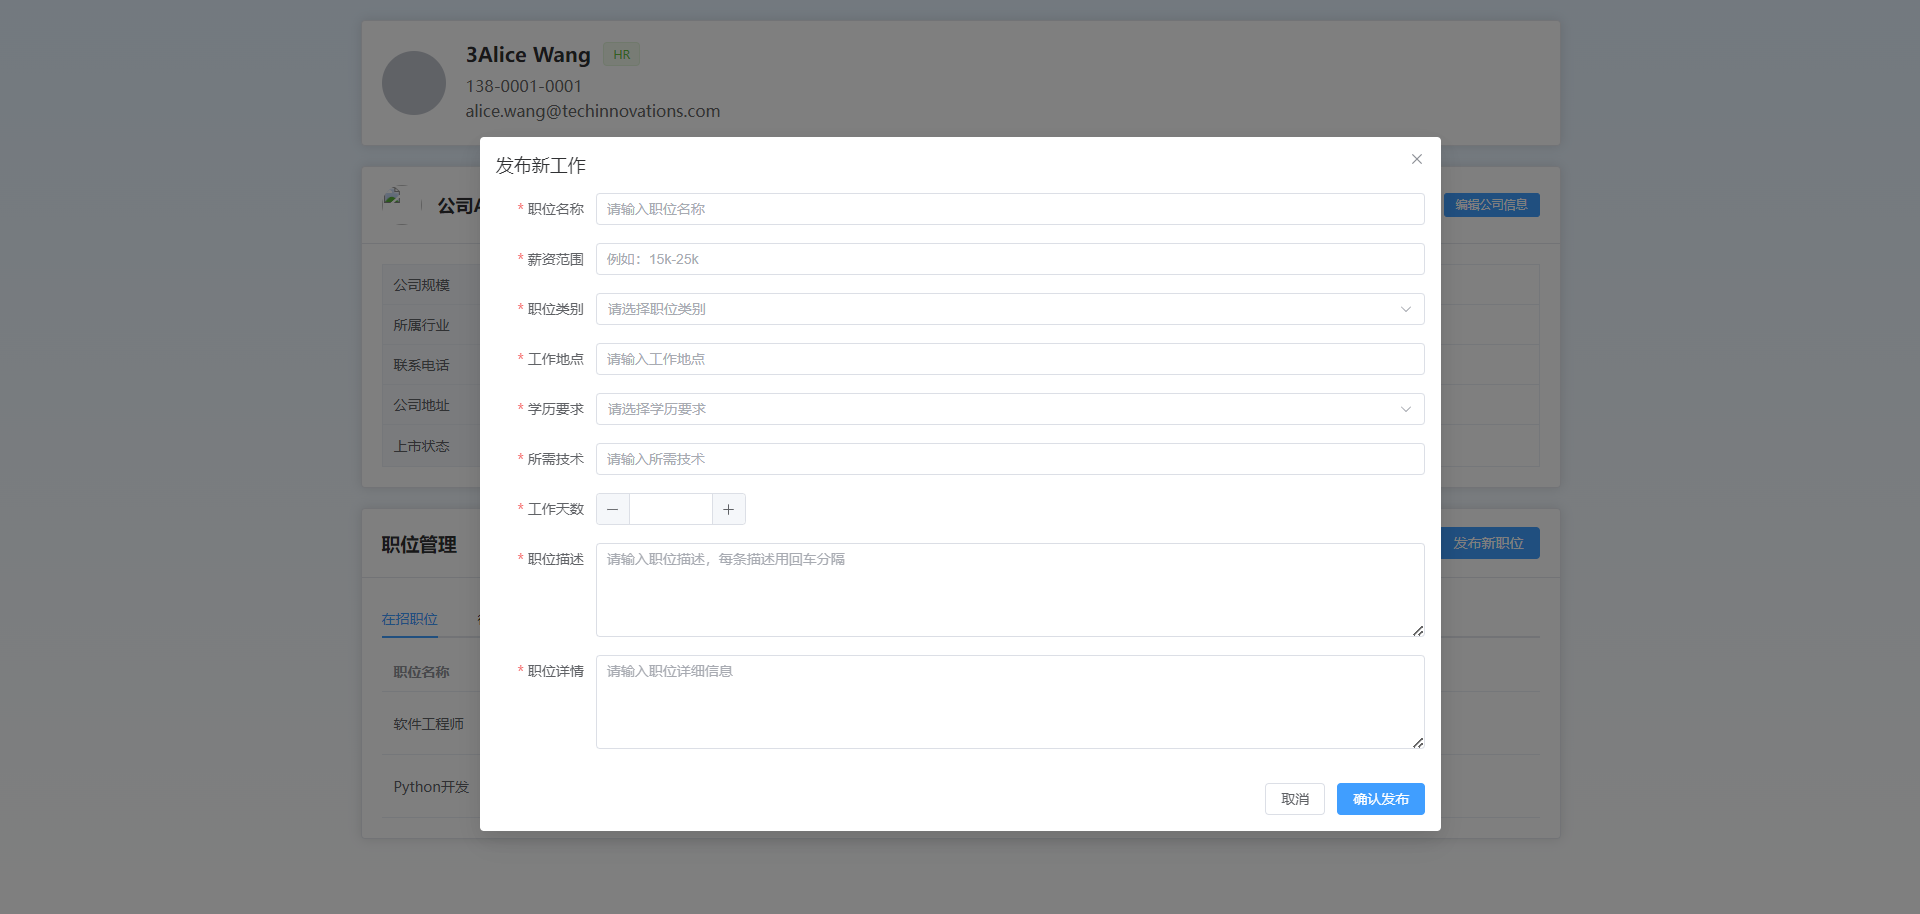 3Alice Wang HR
138-0001-0001
alice.wang@techinnovations.com
公司A
编辑公司信息
公司规模
所属行业
联系电话
公司地址
上市状态
职位管理
发布新职位
在招职位
职位名称
软件工程师
Python开发
发布新工作
* 职位名称 请输入职位名称
* 薪资范围 例如：15k-25k
* 职位类别 请选择职位类别
* 工作地点 请输入工作地点
* 学历要求 请选择学历要求
* 所需技术 请输入所需技术
* 工作天数
* 职位描述 请输入职位描述，每条描述用回车分隔
* 职位详情 请输入职位详细信息
取消 确认发布